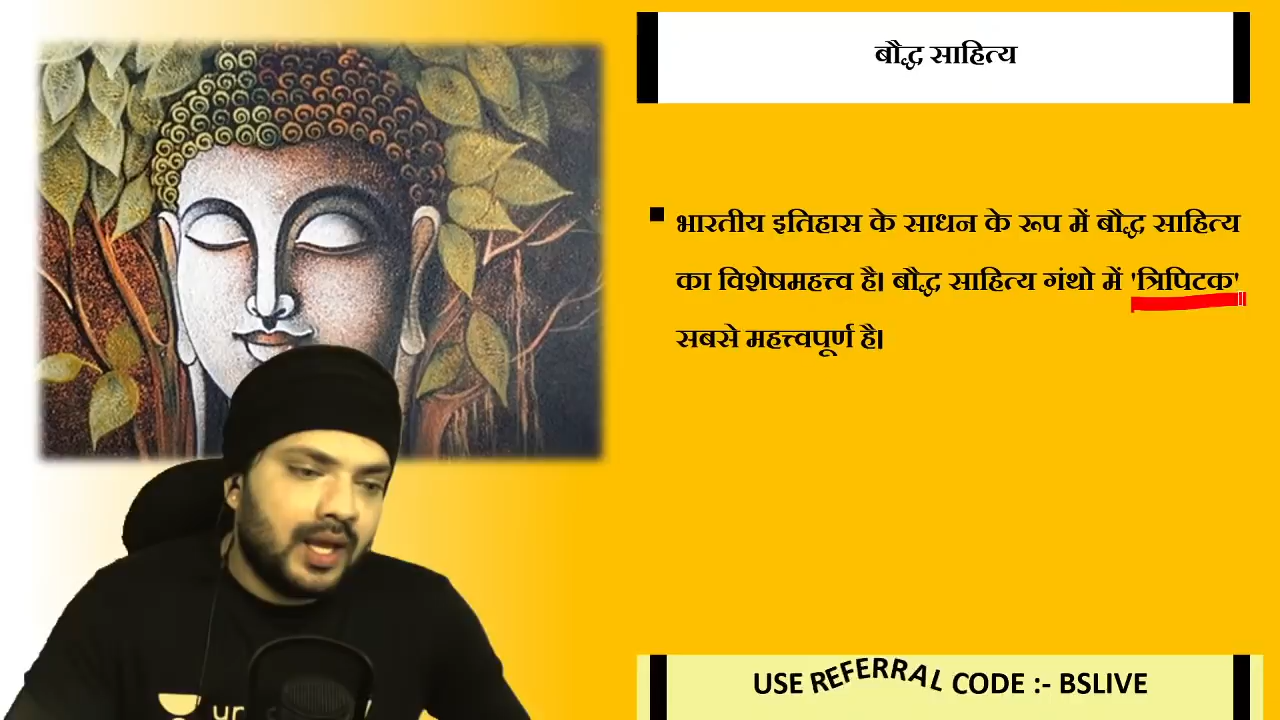 बौद्ध साहित्य
▪ भारतीय इतिहास के साधन के रूप में बौद्ध साहित्य
का विशेषमहत्त्व है। बौद्ध साहित्य गंथो में 'त्रिपिटक'
सबसे महत्त्वपूर्ण है।
USE REFERRAL CODE :- BSLIVE